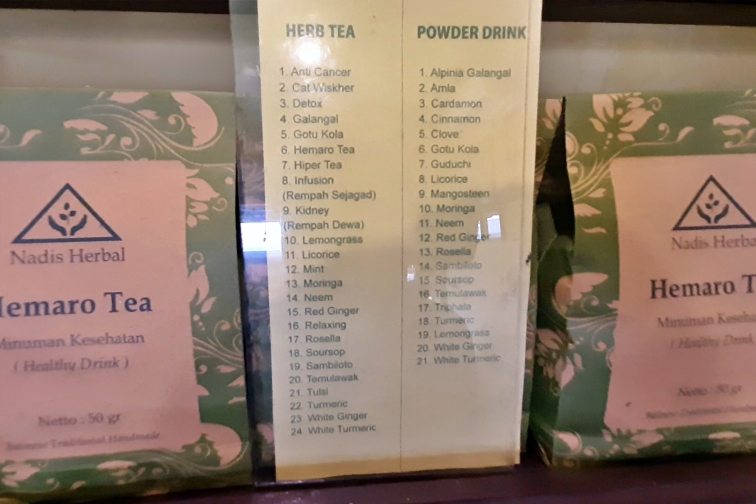 Nadis Herbal
Hemaro Tea
Minuman Kesehatan
( Healthy Drink )
Netto : 50 gr
Balinese Traditional Handmade
HERB TEA
1. Anti Cancer
2. Cat Wiskher
3. Detox
4. Galangal
5. Gotu Kola
6. Hemaro Tea
7. Hiper Tea
8. Infusion
(Rempah Sejagad)
9. Kidney
(Rempah Dewa)
10. Lemongrass
11. Licorice
12. Mint
13. Moringa
14. Neem
15. Red Ginger
16. Relaxing
17. Rosella
18. Soursop
19. Sambiloto
20. Temulawak
21. Tulsi
22. Turmeric
23. White Ginger
24. White Turmeric
POWDER DRINK
1. Alpinia Galangal
2. Amla
3. Cardamon
4. Cinnamon
5. Clove
6. Gotu Kola
7. Guduchi
8. Licorice
9. Mangosteen
10. Moringa
11. Neem
12. Red Ginger
13. Rosella
14. Sambiloto
15. Soursop
16. Temulawak
17. Triphala
18. Turmeric
19. Lemongrass
20. White Ginger
21. White Turmeric
Nadis Herba
Hemaro T
Minuman Keseha
( Healthy Drink
Netto : 50 gr